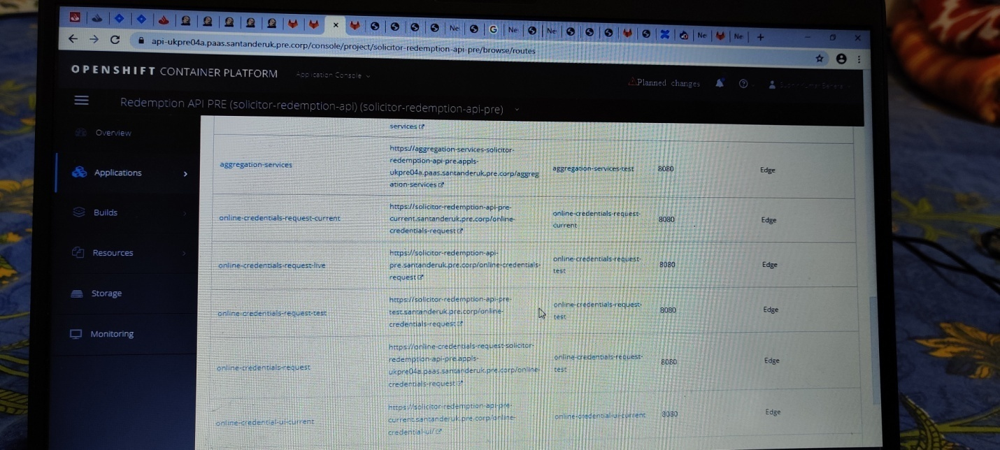 Ne
G
Ne
Ne
Ne
Ne
api-ukpre04a.paas.santanderuk.pre.corp/console/project/solicitor-redemption-api-pre/browse/routes
OPENSHIFT CONTAINER PLATFORM
Application Console
Planned changes
Redemption API PRE (solicitor-redemption-api) (solicitor-redemption-api-pre)
Overview
Applications
Builds
Resources
Storage
Monitoring
services
aggregation-services
https://aggregation-services-solicitor-
redemption-api-pre.appls-
ukpre04a.paas.santanderuk.pre.corp/aggreg
ation-services
aggregation-services-test
8080
Edge
online-credentials-request-current
https://solicitor-redemption-api-pre-
current.santanderuk.pre.corp/online-
credentials-request
online-credentials-request-
current
8080
Edge
online-credentials-request-live
https://solicitor-redemption-api-
pre.santanderuk.pre.corp/online-credentials-
request
online-credentials-request-
test
8080
Edge
online-credentials-request-test
https://solicitor-redemption-api-pre-
test.santanderuk.pre.corp/online-
credentials-request
online-credentials-request-
test
8080
Edge
online-credentials-request
https://online-credentials-request-solicitor-
redemption-api-pre.appls-
ukpre04a.paas.santanderuk.pre.corp/online-
credentials-request
online-credentials-request-
test
8080
Edge
online-credential-ui-current
https://solicitor-redemption-api-pre-
current.santanderuk.pre.corp/online-
credential-ui/
online-credential-ui-current
8080
Edge